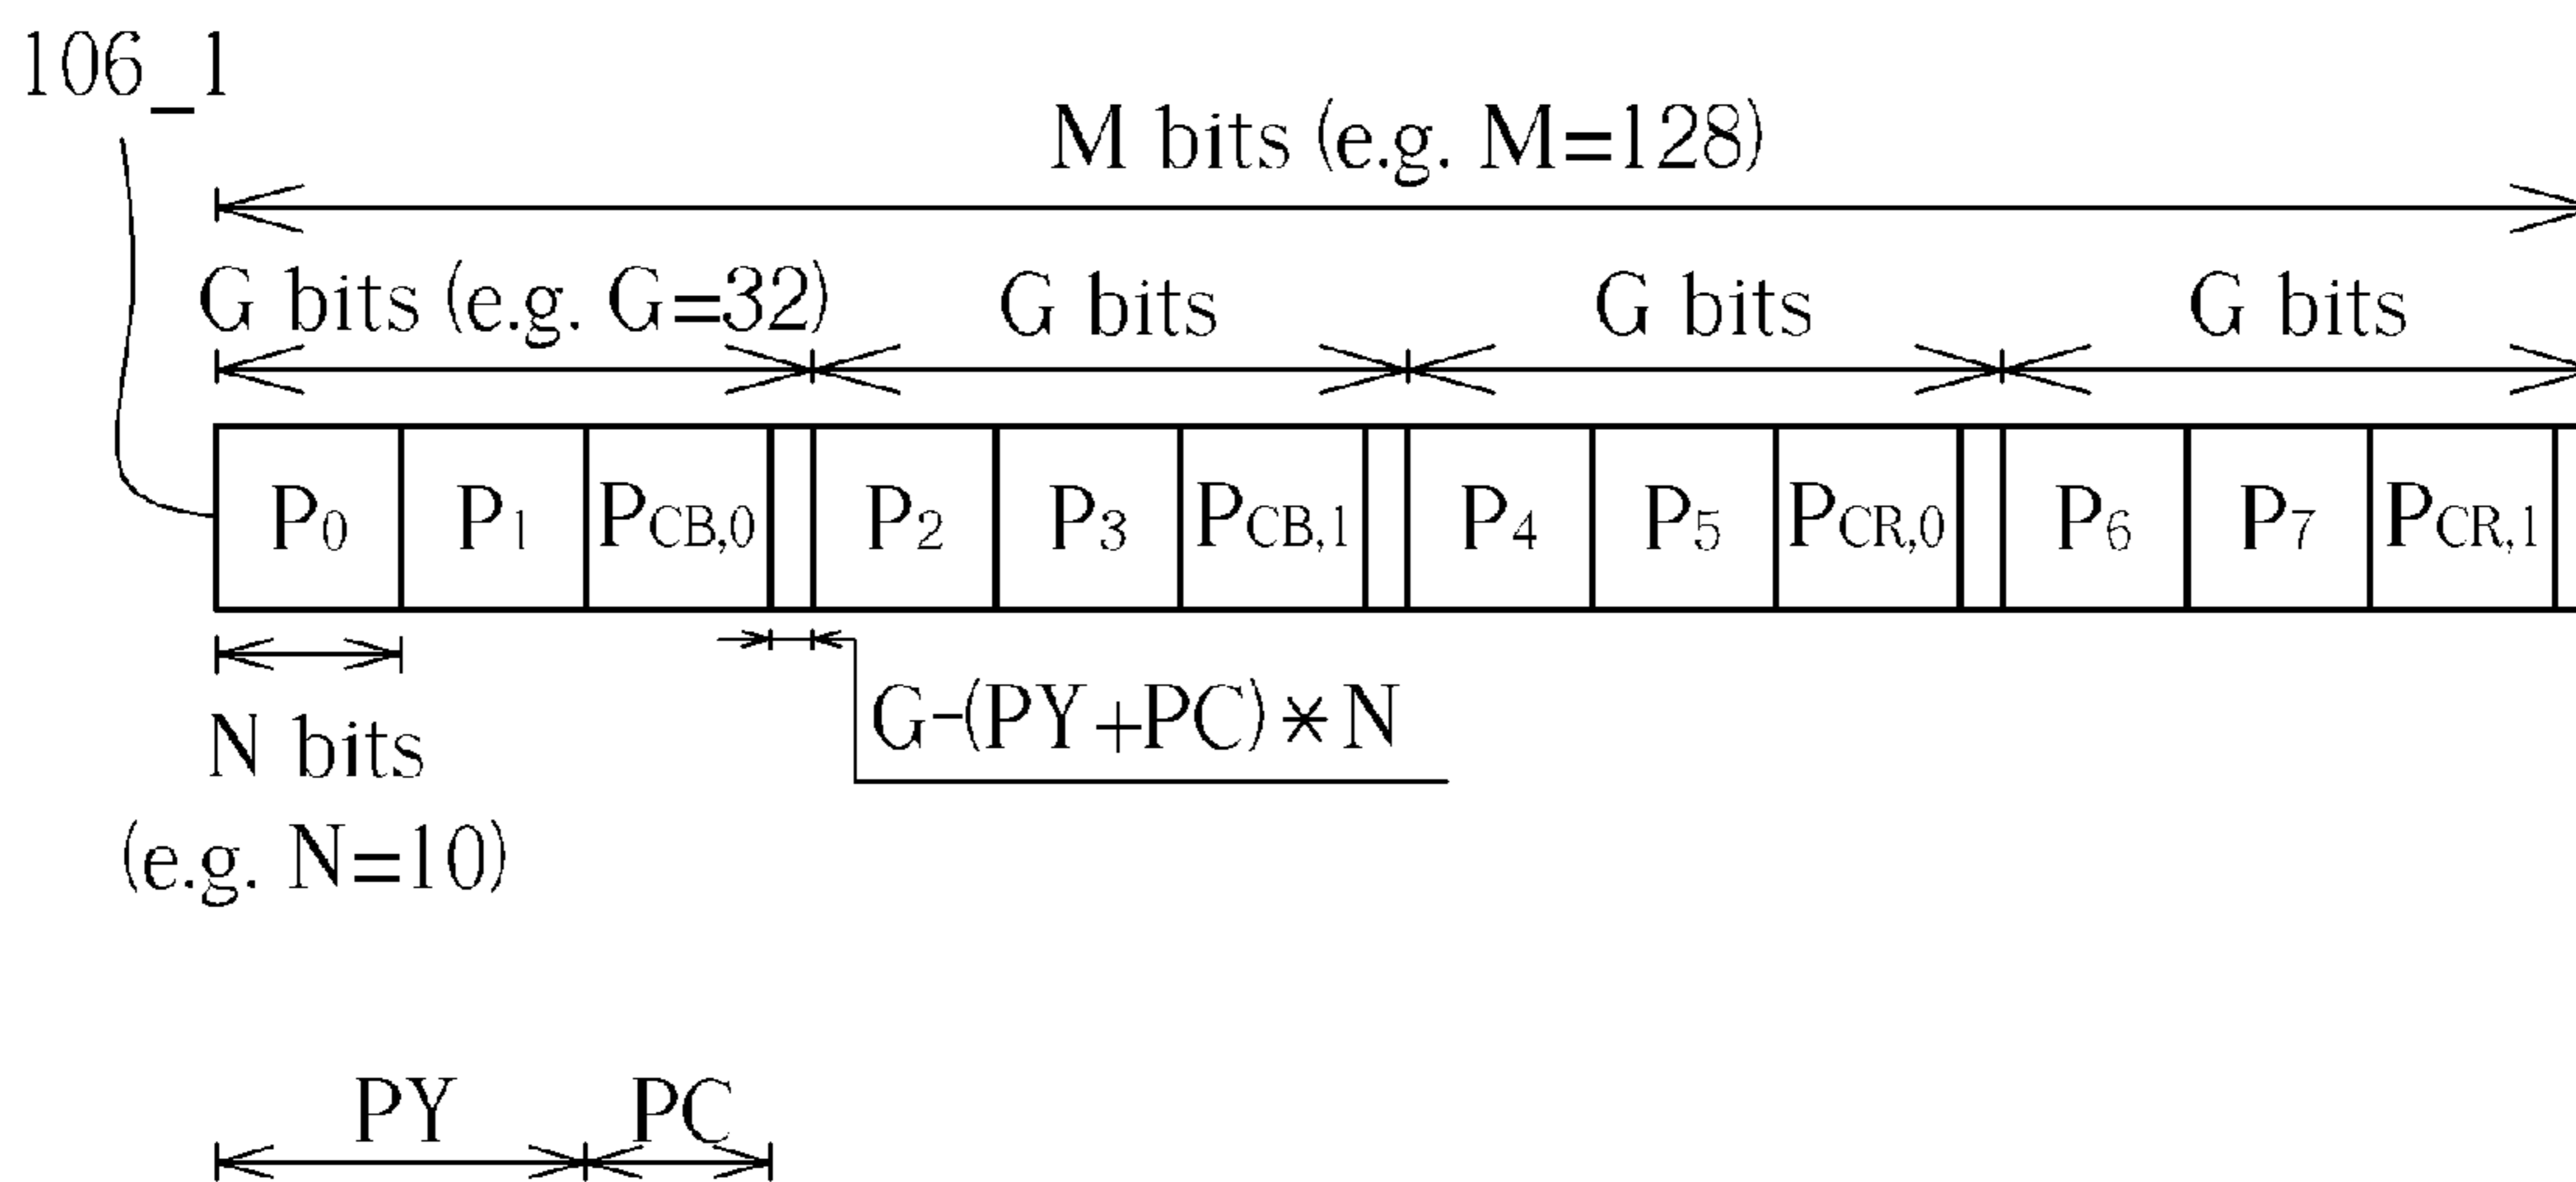 106_1
M bits (e.g. M=128)
G bits (e.g. G=32) G bits G bits G bits
P0 P1 PCB,0 P2 P3 PCB,1 P4 P5 PCR,0 P6 P7 PCR,1
G-(PY+PC)*N
N bits
(e.g. N=10)
PY PC